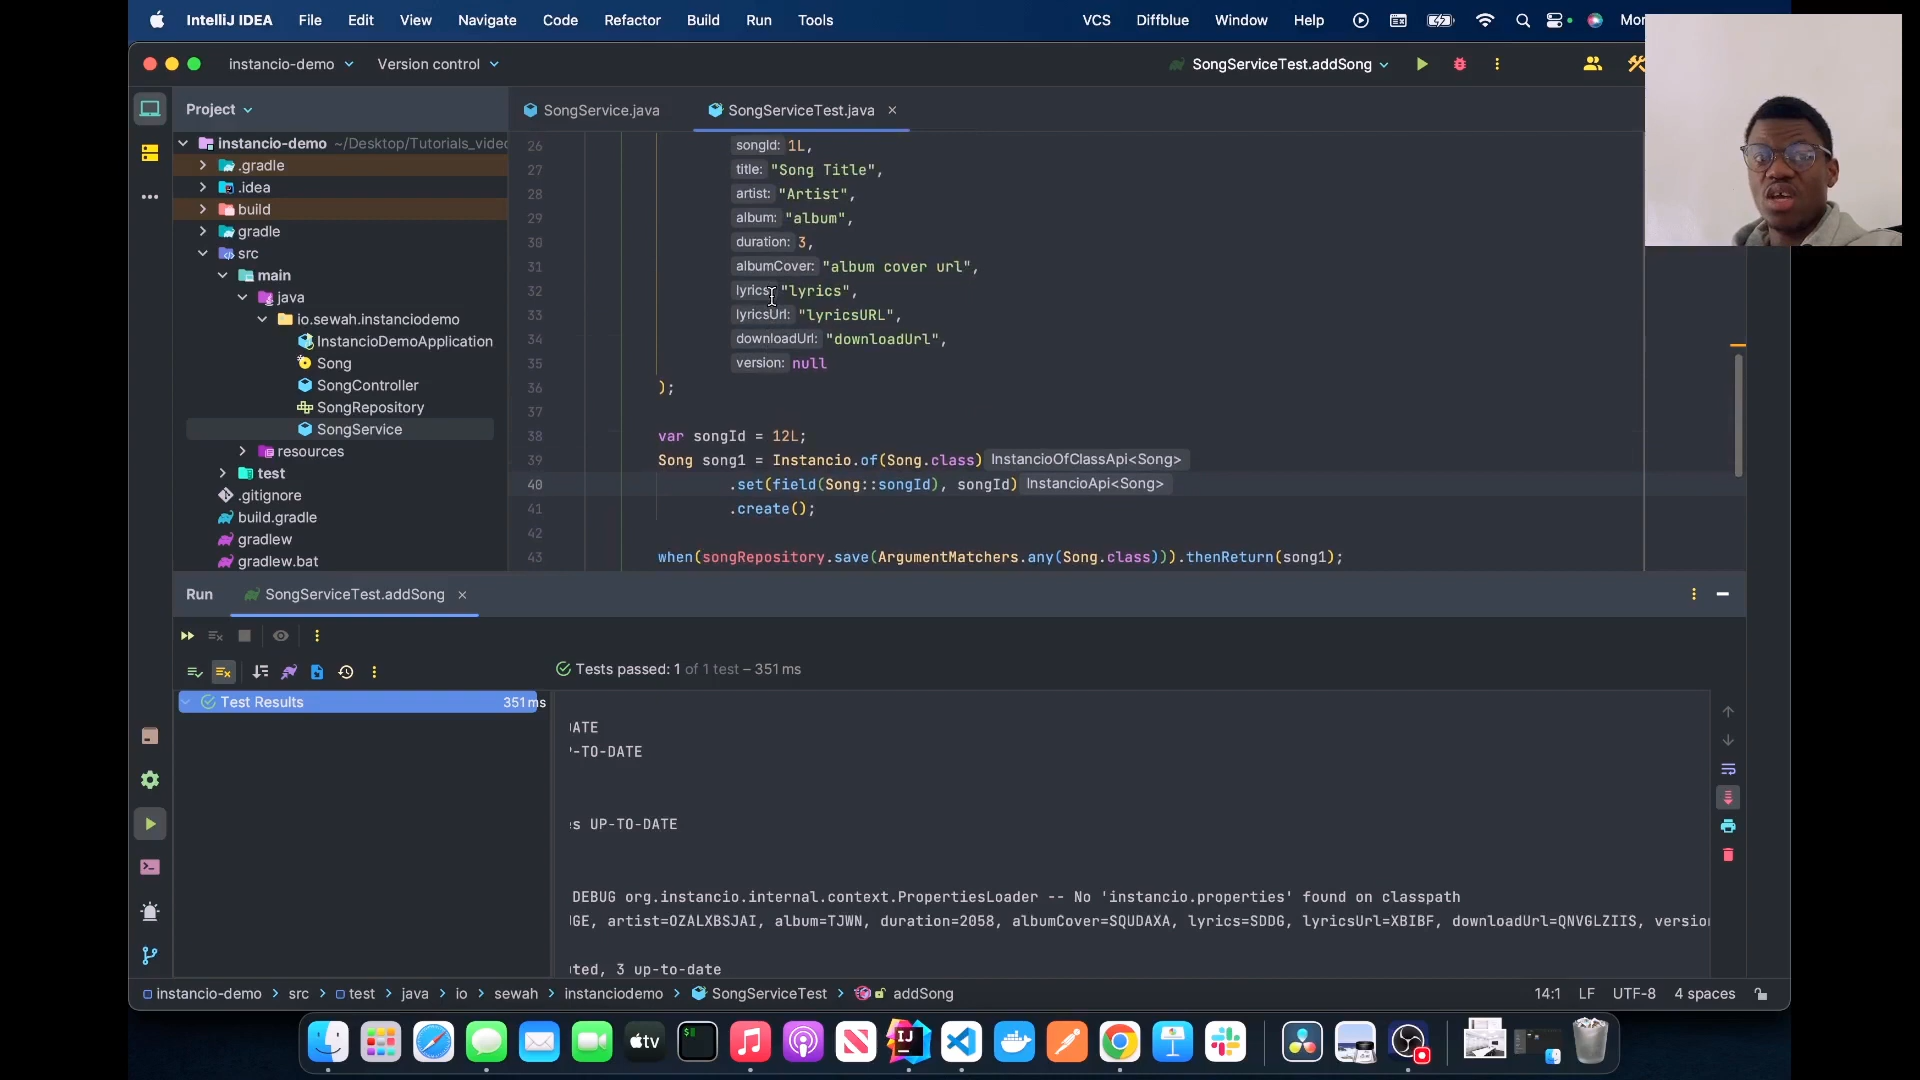 IntelliJ IDEA File Edit View Navigate Code Refactor Build Run Tools VCS Diffblue Window Help
instancio-demo Version control SongServiceTest.addSong
Project SongService.java SongServiceTest.java
instancio-demo ~/Desktop/Tutorials_video
.gradle
.idea
build
gradle
src
main
java
io.sewah.instanciodemo
InstancioDemoApplication
Song
SongController
SongRepository
SongService
resources
test
.gitignore
build.gradle
gradlew
gradlew.bat
26 songId: 1L,
27 title: "Song Title",
28 artist: "Artist",
29 album: "album",
30 duration: 3,
31 albumCover: "album cover url",
32 lyrics: "lyrics",
33 lyricsUrl: "lyricsURL",
34 downloadUrl: "downloadUrl",
35 version: null
36 );
37
38 var songId = 12L;
39 Song song1 = Instancio.of(Song.class) InstancioOfClassApi<Song>
40 .set(field(Song::songId), songId) InstancioApi<Song>
41 .create();
42
43 when(songRepository.save(ArgumentMatchers.any(Song.class))).thenReturn(song1);
Run SongServiceTest.addSong
Tests passed: 1 of 1 test – 351 ms
Test Results 351 ms
-TO-DATE
UP-TO-DATE
DEBUG org.instancio.internal.context.PropertiesLoader -- No 'instancio.properties' found on classpath
artist=OZALXBSJAI, album=TJWN, duration=2058, albumCover=SQUDAXA, lyrics=SDDG, lyricsUrl=XBIBF, downloadUrl=QNVGLZIIS, version
ted, 3 up-to-date
instancio-demo > src > test > java > io > sewah > instanciodemo > SongServiceTest > addSong 14:1 LF UTF-8 4 spaces
tv
IJ